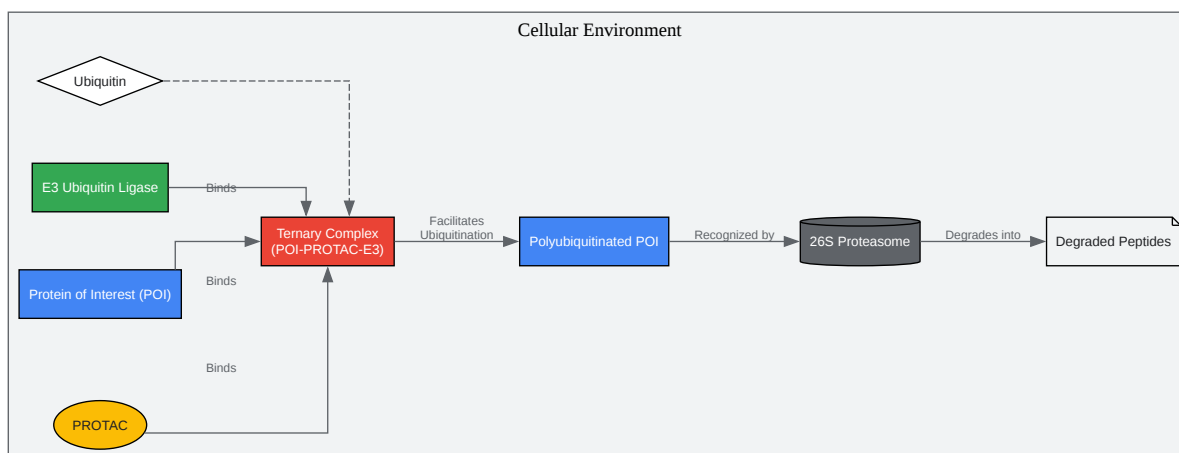 Cellular Environment
Ubiquitin
E3 Ubiquitin Ligase
Binds
Protein of Interest (POI)
Binds
Binds
PROTAC
Ternary Complex
(POI-PROTAC-E3)
Facilitates
Ubiquitination
Polyubiquitinated POI
Recognized by
26S Proteasome
Degrades into
Degraded Peptides